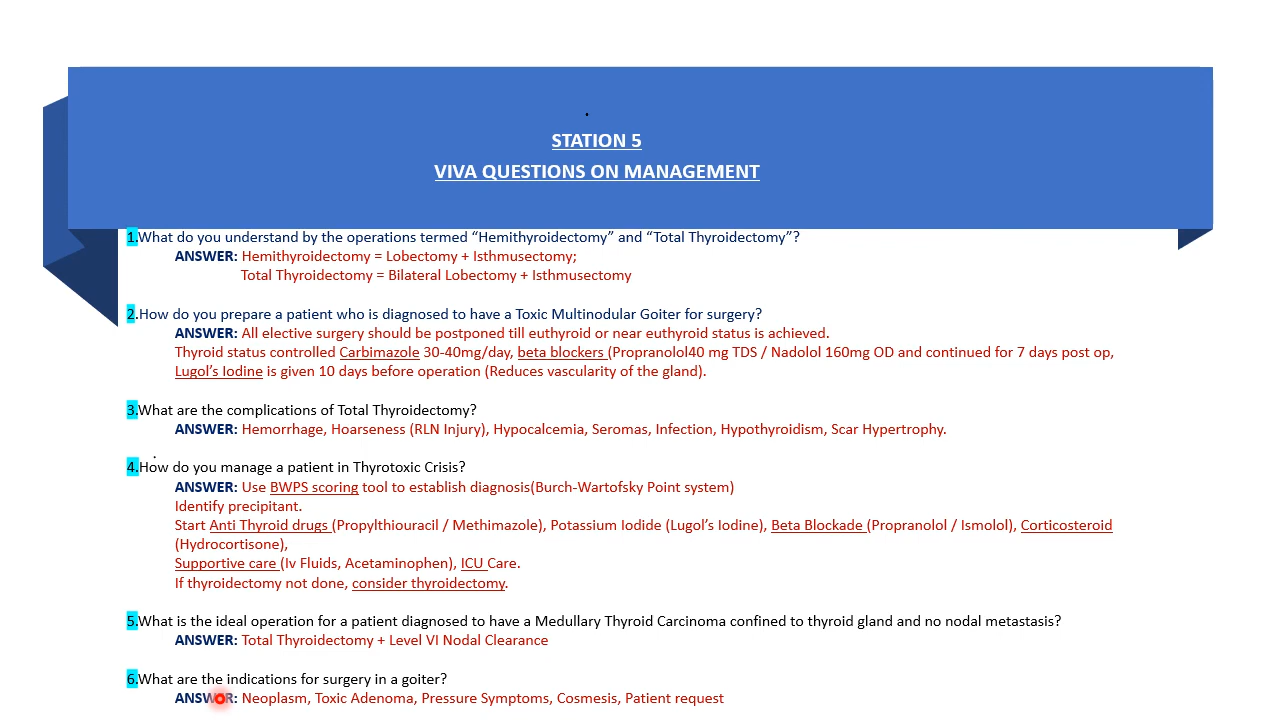 STATION 5
VIVA QUESTIONS ON MANAGEMENT
1.What do you understand by the operations termed “Hemithyroidectomy” and “Total Thyroidectomy”?
ANSWER: Hemithyroidectomy = Lobectomy + Isthmusectomy;
Total Thyroidectomy = Bilateral Lobectomy + Isthmusectomy
2.How do you prepare a patient who is diagnosed to have a Toxic Multinodular Goiter for surgery?
ANSWER: All elective surgery should be postponed till euthyroid or near euthyroid status is achieved.
Thyroid status controlled Carbimazole 30-40mg/day, beta blockers (Propranolol40 mg TDS / Nadolol 160mg OD and continued for 7 days post op,
Lugol’s Iodine is given 10 days before operation (Reduces vascularity of the gland).
3.What are the complications of Total Thyroidectomy?
ANSWER: Hemorrhage, Hoarseness (RLN Injury), Hypocalcemia, Seromas, Infection, Hypothyroidism, Scar Hypertrophy.
4.How do you manage a patient in Thyrotoxic Crisis?
ANSWER: Use BWPS scoring tool to establish diagnosis(Burch-Wartofsky Point system)
Identify precipitant.
Start Anti Thyroid drugs (Propylthiouracil / Methimazole), Potassium Iodide (Lugol’s Iodine), Beta Blockade (Propranolol / Ismolol), Corticosteroid
(Hydrocortisone),
Supportive care (Iv Fluids, Acetaminophen), ICU Care.
If thyroidectomy not done, consider thyroidectomy.
5.What is the ideal operation for a patient diagnosed to have a Medullary Thyroid Carcinoma confined to thyroid gland and no nodal metastasis?
ANSWER: Total Thyroidectomy + Level VI Nodal Clearance
6.What are the indications for surgery in a goiter?
ANSWER: Neoplasm, Toxic Adenoma, Pressure Symptoms, Cosmesis, Patient request